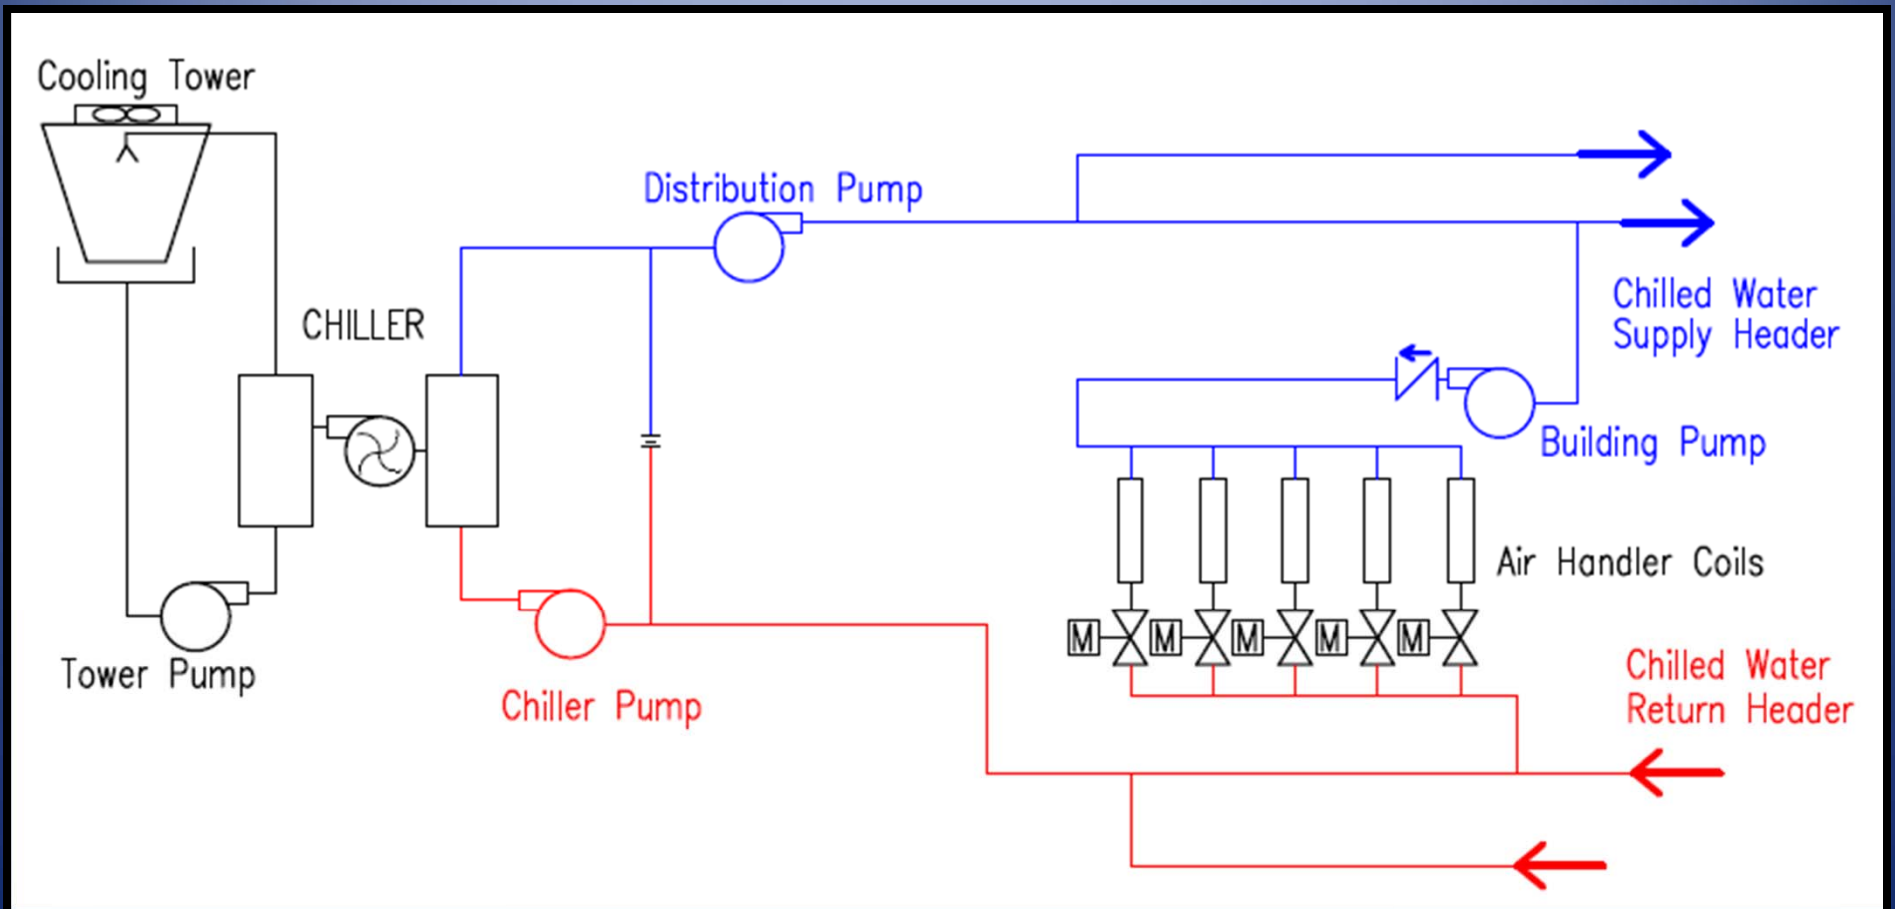 Cooling Tower
Distribution Pump
CHILLER
Chilled Water
Supply Header
Building Pump
Air Handler Coils
M
M
M
M
M
Tower Pump
Chiller Pump
Chilled Water
Return Header